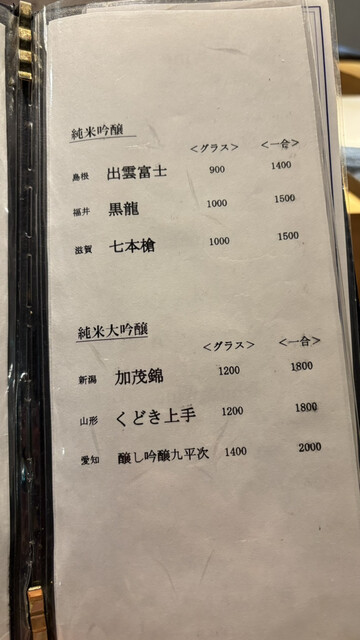 純米吟醸
<グラス> <一合>
島根 出雲富士 900 1400
福井 黒龍 1000 1500
滋賀 七本槍 1000 1500
純米大吟醸
<グラス> <一合>
新潟 加茂錦 1200 1800
山形 くどき上手 1200 1800
愛知 醸し吟醸九平次 1400 2000